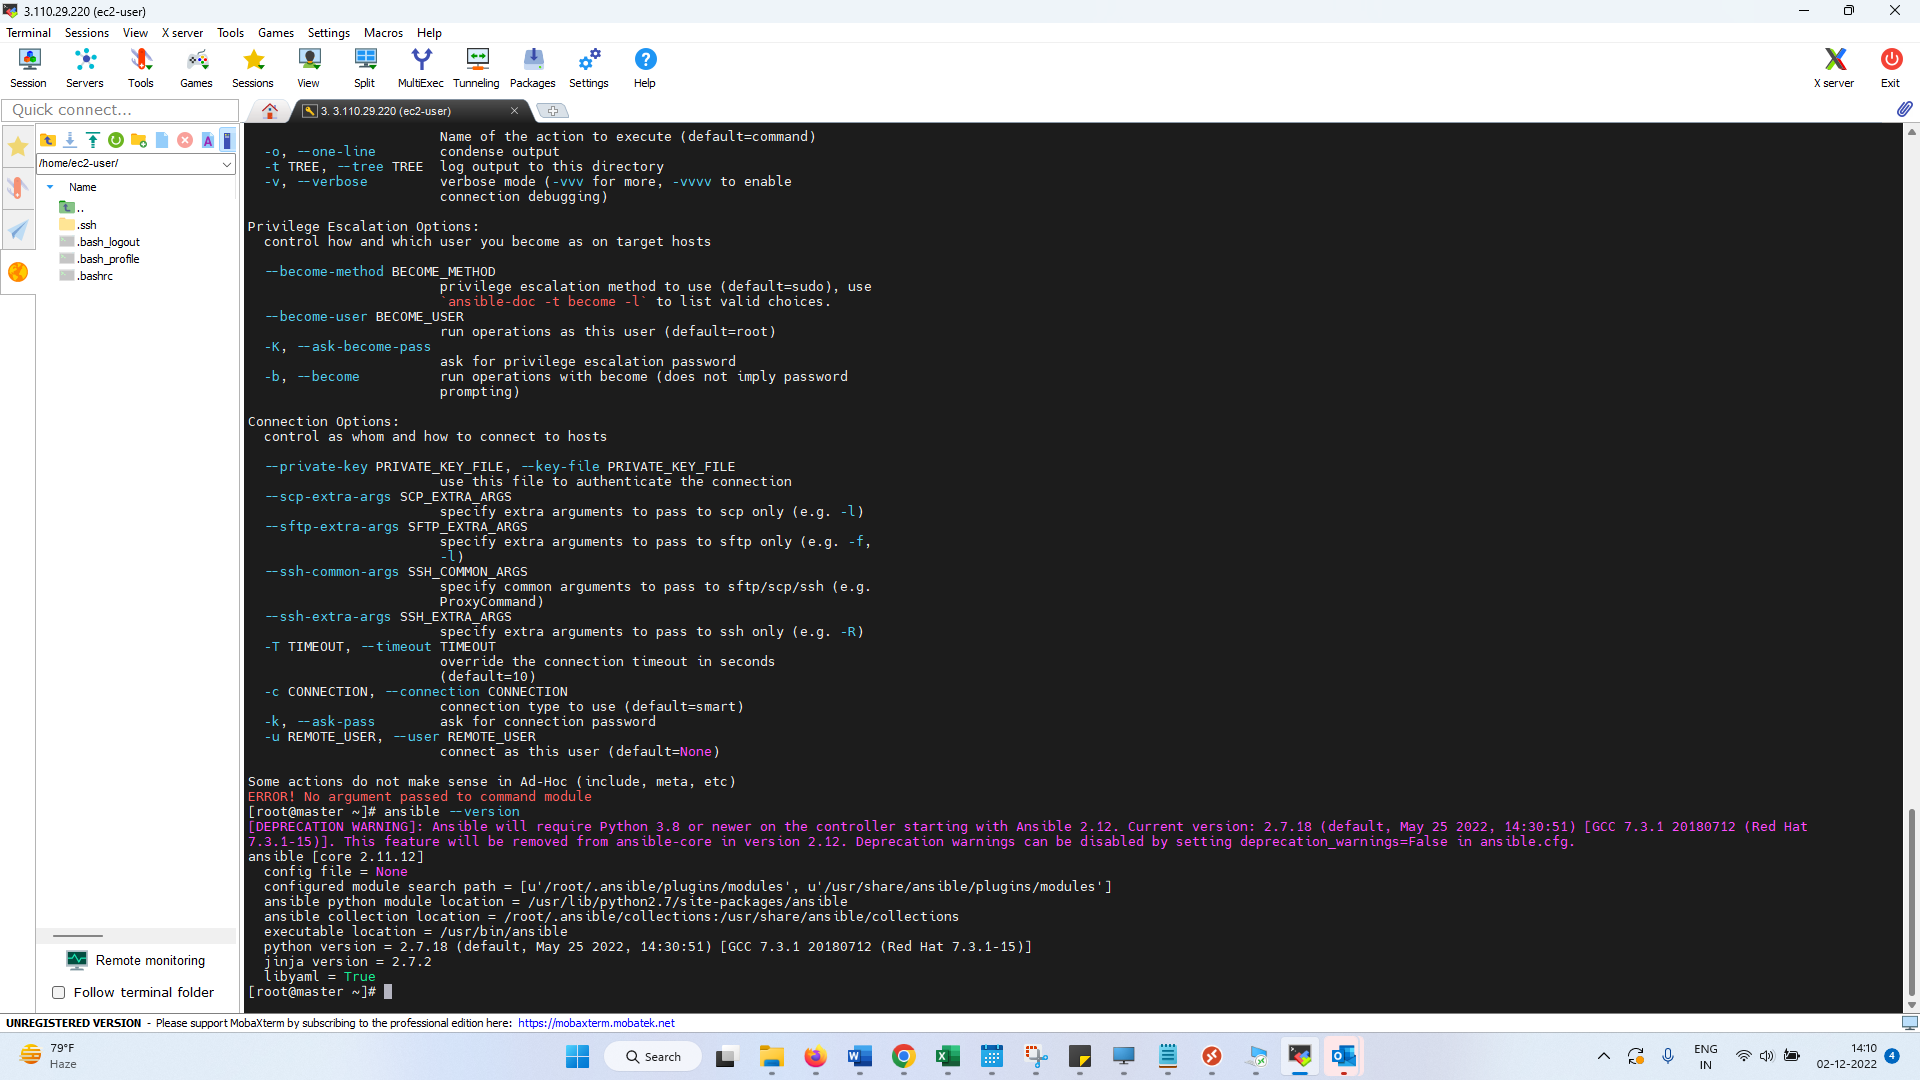 3.110.29.220 (ec2-user)
Terminal Sessions View X server Tools Games Settings Macros Help
Session Servers Tools Games Sessions View Split MultiExec Tunneling Packages Settings Help X server Exit
Quick connect...
3. 3.110.29.220 (ec2-user)
/home/ec2-user/
Name
..
.ssh
.bash_logout
.bash_profile
.bashrc
Remote monitoring
Follow terminal folder
Name of the action to execute (default=command)
-o, --one-line condense output
-t TREE, --tree TREE log output to this directory
-v, --verbose verbose mode (-vvv for more, -vvvv to enable
connection debugging)
Privilege Escalation Options:
control how and which user you become as on target hosts
--become-method BECOME_METHOD
privilege escalation method to use (default=sudo), use
`ansible-doc -t become -l` to list valid choices.
--become-user BECOME_USER
run operations as this user (default=root)
-K, --ask-become-pass
ask for privilege escalation password
-b, --become run operations with become (does not imply password
prompting)
Connection Options:
control as whom and how to connect to hosts
--private-key PRIVATE_KEY_FILE, --key-file PRIVATE_KEY_FILE
use this file to authenticate the connection
--scp-extra-args SCP_EXTRA_ARGS
specify extra arguments to pass to scp only (e.g. -l)
--sftp-extra-args SFTP_EXTRA_ARGS
specify extra arguments to pass to sftp only (e.g. -f,
-l)
--ssh-common-args SSH_COMMON_ARGS
specify common arguments to pass to sftp/scp/ssh (e.g.
ProxyCommand)
--ssh-extra-args SSH_EXTRA_ARGS
specify extra arguments to pass to ssh only (e.g. -R)
-T TIMEOUT, --timeout TIMEOUT
override the connection timeout in seconds
(default=10)
-c CONNECTION, --connection CONNECTION
connection type to use (default=smart)
-k, --ask-pass ask for connection password
-u REMOTE_USER, --user REMOTE_USER
connect as this user (default=None)
Some actions do not make sense in Ad-Hoc (include, meta, etc)
ERROR! No argument passed to command module
[root@master ~]# ansible --version
[DEPRECATION WARNING]: Ansible will require Python 3.8 or newer on the controller starting with Ansible 2.12. Current version: 2.7.18 (default, May 25 2022, 14:30:51) [GCC 7.3.1 20180712 (Red Hat
7.3.1-15)]. This feature will be removed from ansible-core in version 2.12. Deprecation warnings can be disabled by setting deprecation_warnings=False in ansible.cfg.
ansible [core 2.11.12]
config file = None
configured module search path = [u'/root/.ansible/plugins/modules', u'/usr/share/ansible/plugins/modules']
ansible python module location = /usr/lib/python2.7/site-packages/ansible
ansible collection location = /root/.ansible/collections:/usr/share/ansible/collections
executable location = /usr/bin/ansible
python version = 2.7.18 (default, May 25 2022, 14:30:51) [GCC 7.3.1 20180712 (Red Hat 7.3.1-15)]
jinja version = 2.7.2
libyaml = True
[root@master ~]#
UNREGISTERED VERSION - Please support MobaXterm by subscribing to the professional edition here: https://mobaxterm.mobatek.net
79°F
Haze
Search
ENG
IN
14:10
02-12-2022
4